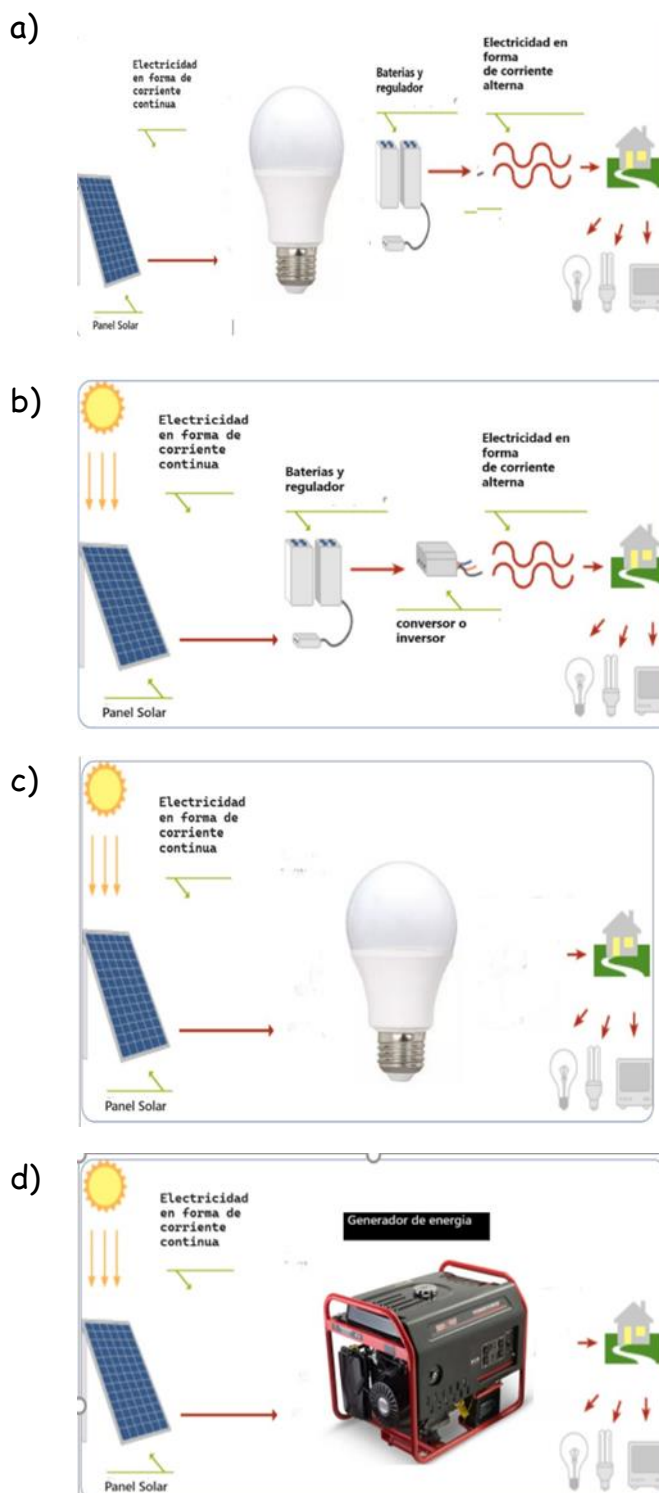 a)
Electricidad
en forma de
corriente
continua
Baterias y
regulador
Electricidad en
forma
de corriente
alterna
Panel Solar
b)
Electricidad
en forma de
corriente
continua
Baterias y
regulador
Electricidad en
forma
de corriente
alterna
conversor o
inversor
Panel Solar
c)
Electricidad
en forma de
corriente
continua
Panel Solar
d)
Electricidad
en forma de
corriente
continua
Generador de energia
Panel Solar